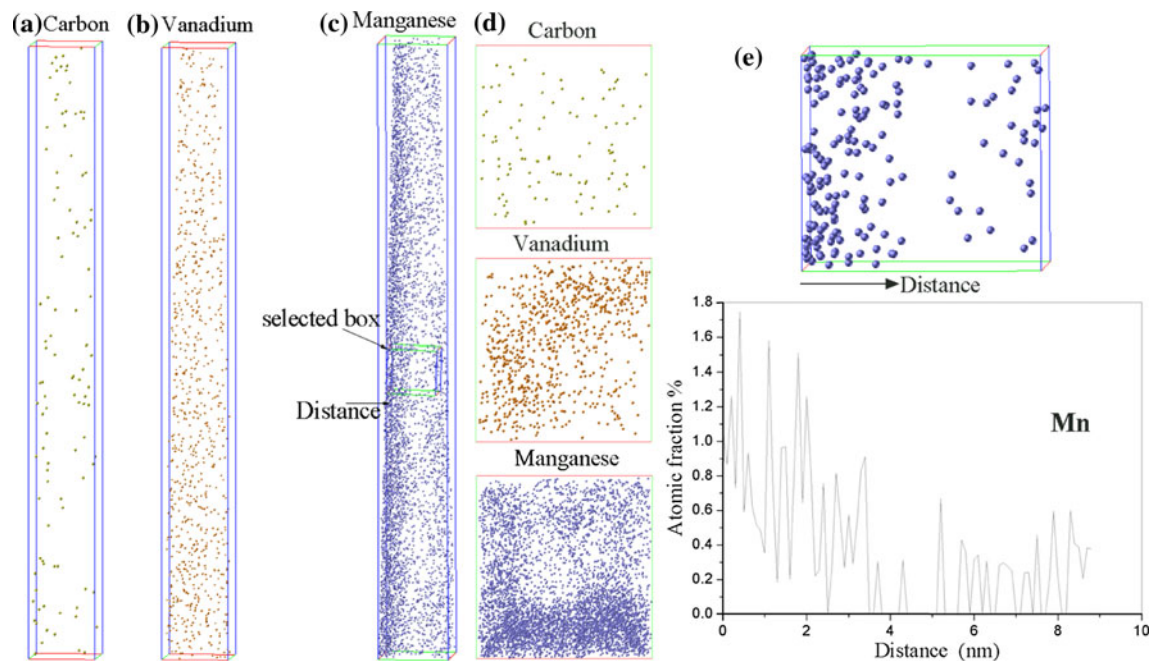 (a) Carbon
(b) Vanadium
(c) Manganese
selected box
Distance
(d) Carbon
Vanadium
Manganese
(e)
Distance
Atomic fraction %
1.8
1.6
1.4
1.2
1.0
0.8
0.6
0.4
0.2
0.0
Mn
0 2 4 6 8 10
Distance (nm)